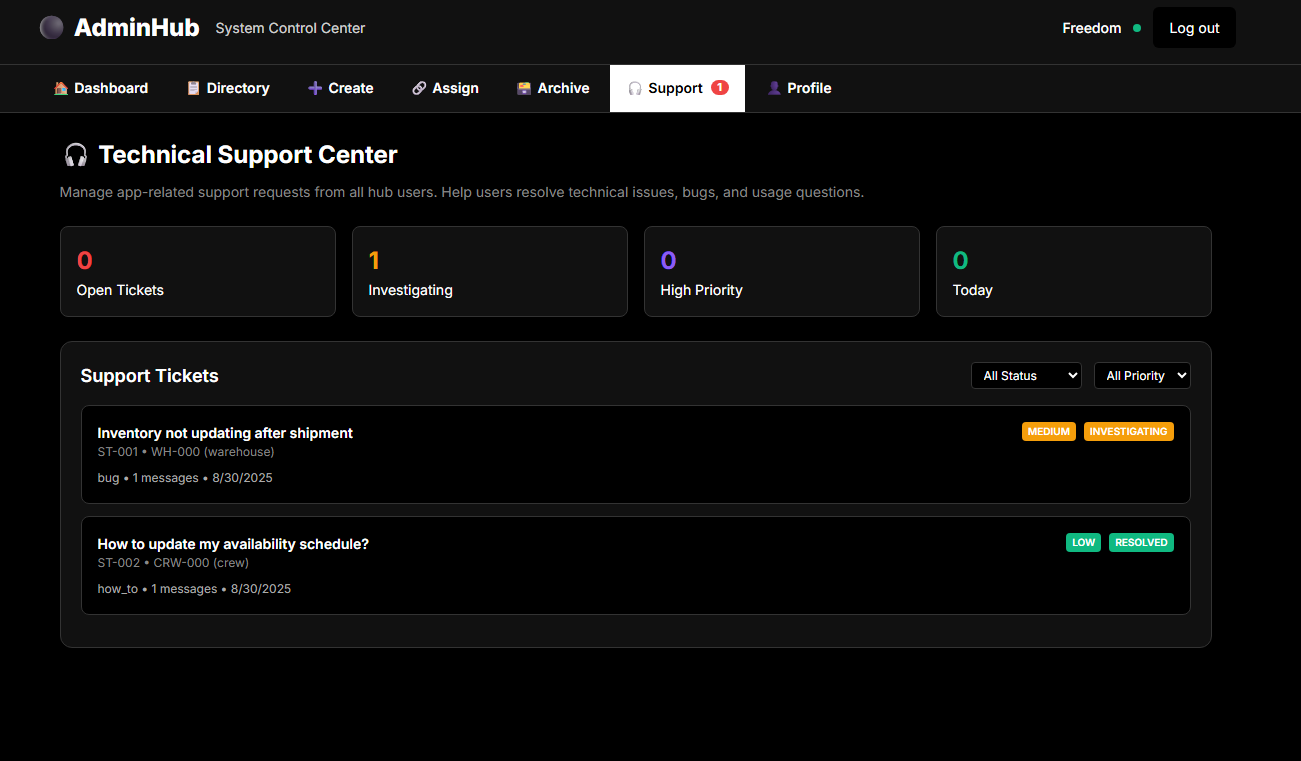 AdminHub System Control Center Freedom Log out
Dashboard Directory Create Assign Archive Support 1 Profile
Technical Support Center
Manage app-related support requests from all hub users. Help users resolve technical issues, bugs, and usage questions.
0 1 0 0
Open Tickets Investigating High Priority Today
Support Tickets All Status All Priority
Inventory not updating after shipment MEDIUM INVESTIGATING
ST-001 • WH-000 (warehouse)
bug • 1 messages • 8/30/2025
How to update my availability schedule? LOW RESOLVED
ST-002 • CRW-000 (crew)
how_to • 1 messages • 8/30/2025